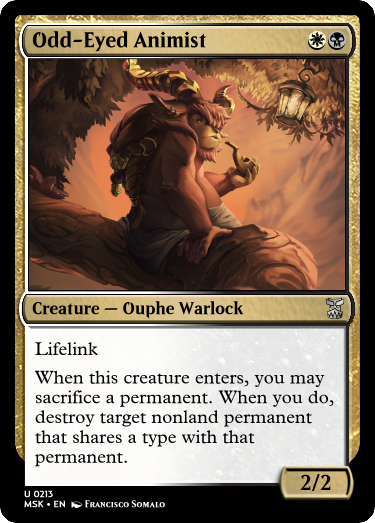 Odd-Eyed Animist
Creature — Ouphe Warlock
Lifelink
When this creature enters, you may
sacrifice a permanent. When you do,
destroy target nonland permanent
that shares a type with that
permanent.
2/2
U 0213
MSK • EN Francisco Somalo